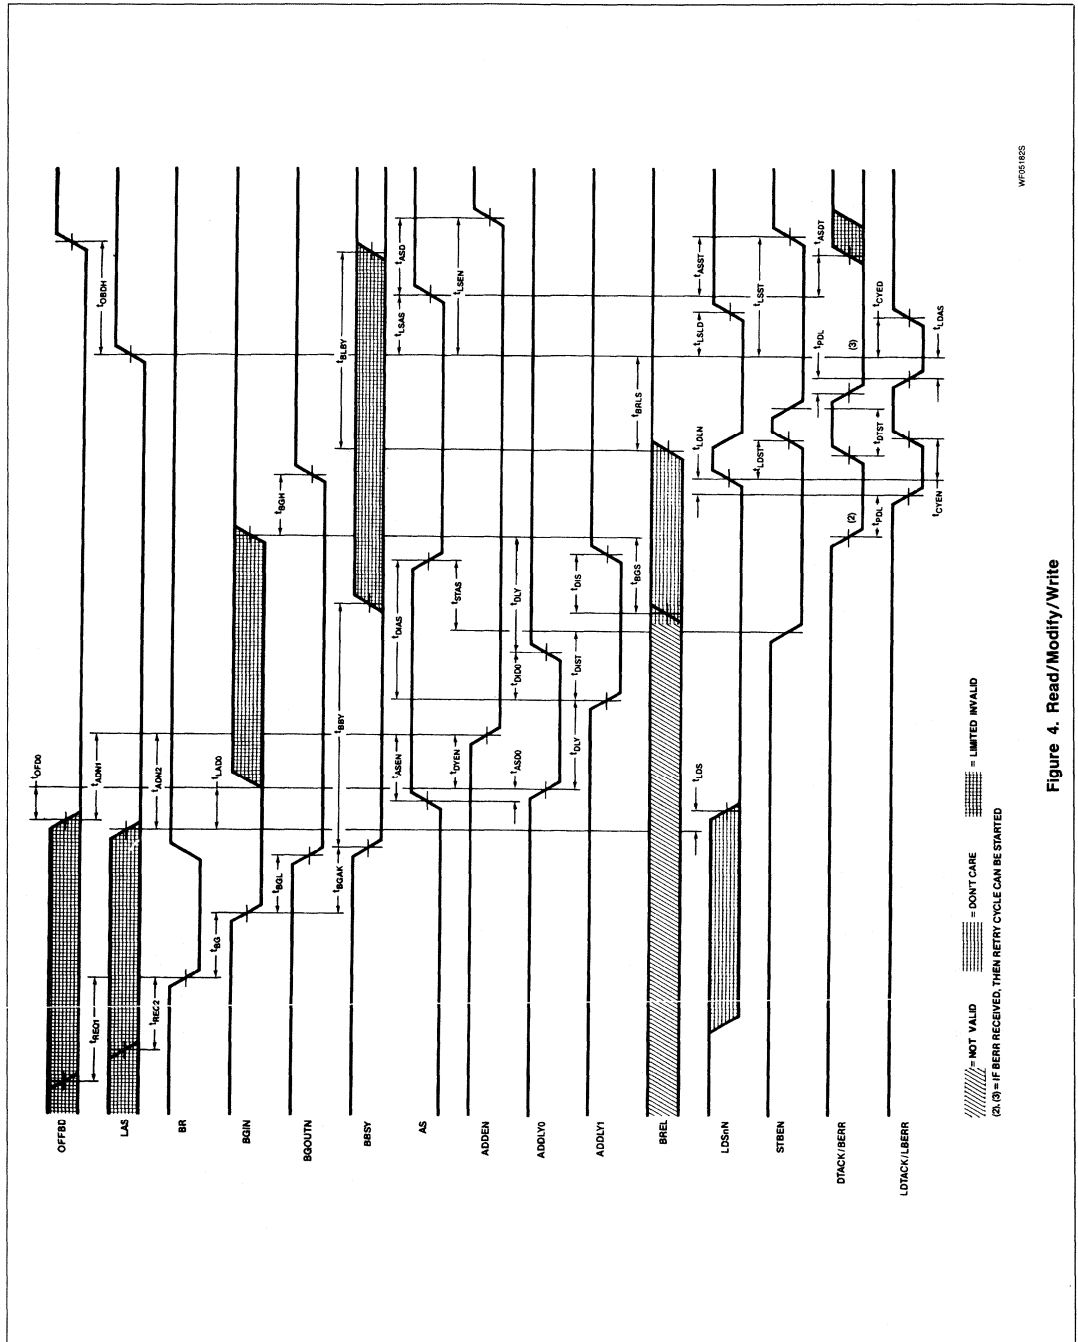 OFFBD
LAS
BR
BGIN
BGOUTN
BBSY
AS
ADDEN
ADDLY0
ADDLY1
BREL
LDSnN
STBEN
DTACK/BERR
LDTACK/LBERR
tREQ1
tOFD0
tOBDH
tREC2
tADN1
tADN2
tBG
tLAD0
tBGL
tBGH
tBGAK
tBBY
tBLBY
tASEN
tDIAS
tSTAS
tLSAS
tASD
tDYEN
tLSEN
tASD0
tDID0
tDLY
tDLY
tDIST
tDIS
tBGS
tBRLS
tLDS
tLDLN
tLSLD
tASST
tLDST
tLSST
tPDL
tDTST
tPDL
tASDT
(2)
(3)
tCYEN
tCYED
tLDAS
= NOT VALID
= DON'T CARE
= LIMITED INVALID
(2), (3) = IF BERR RECEIVED, THEN RETRY CYCLE CAN BE STARTED
WF05182S
Figure 4. Read/Modify/Write